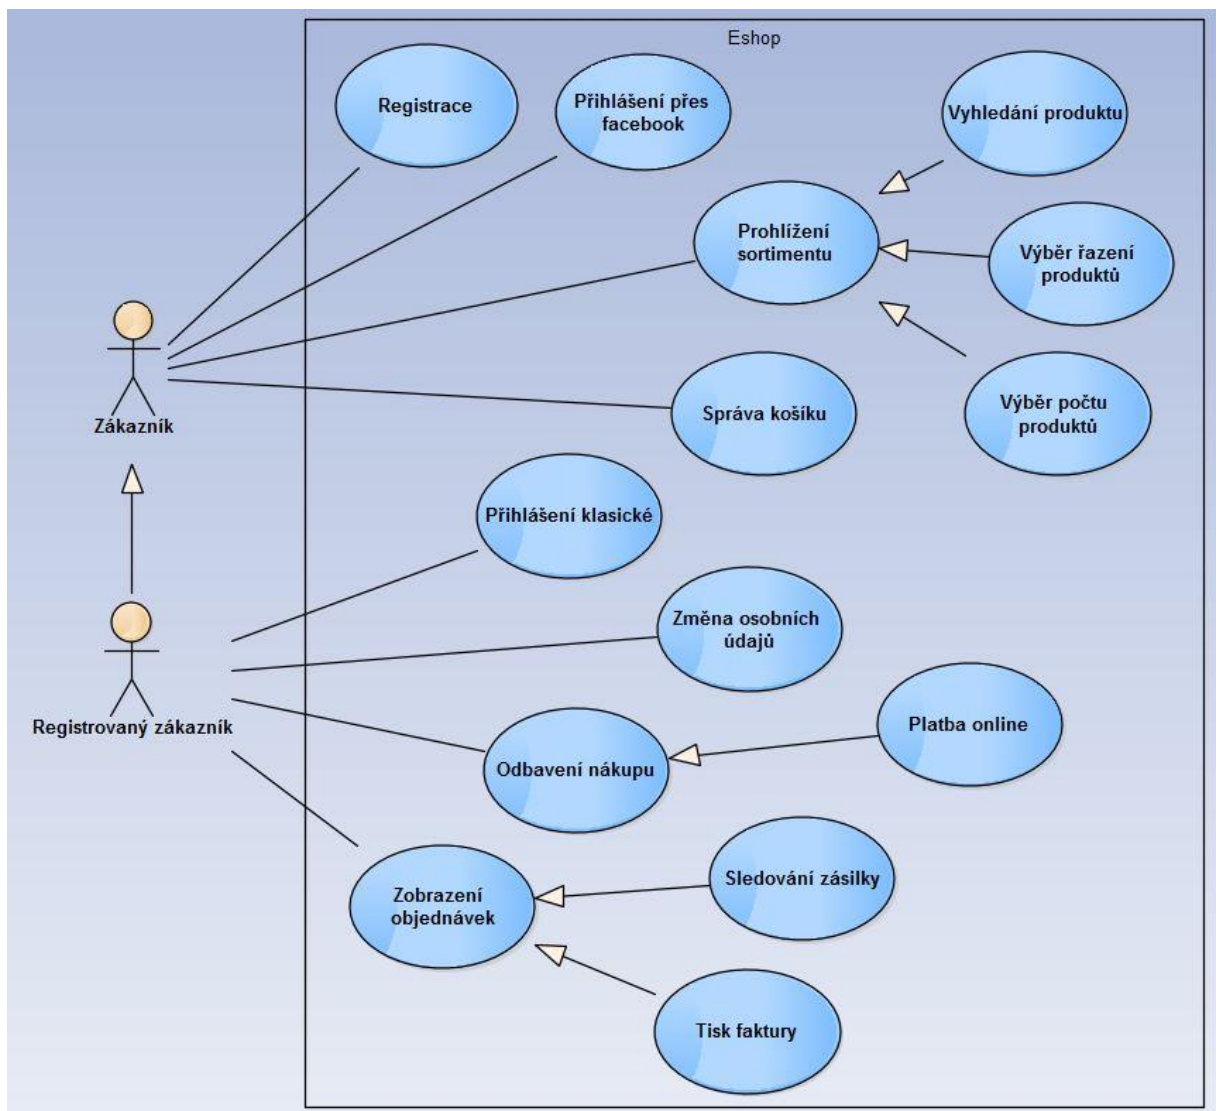 Eshop
Registrace
Přihlášení přes
facebook
Vyhledání produktu
Prohlížení
sortimentu
Výběr řazení
produktů
Zákazník
Správa košíku
Výběr počtu
produktů
Přihlášení klasické
Změna osobních
údajů
Registrovaný zákazník
Platba online
Odbavení nákupu
Sledování zásilky
Zobrazení
objednávek
Tisk faktury